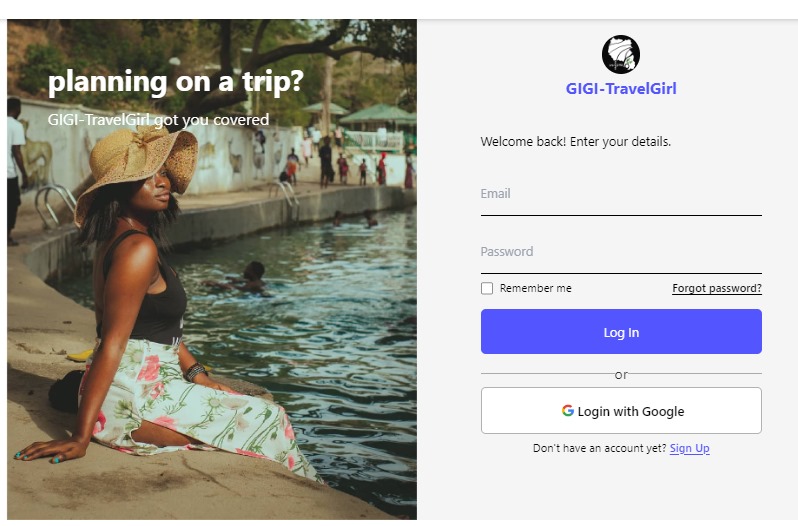 planning on a trip?
GIGI-TravelGirl got you covered
GIGI-TravelGirl
Welcome back! Enter your details.
Email
Password
Remember me
Forgot password?
Log In
or
Login with Google
Don't have an account yet? Sign Up